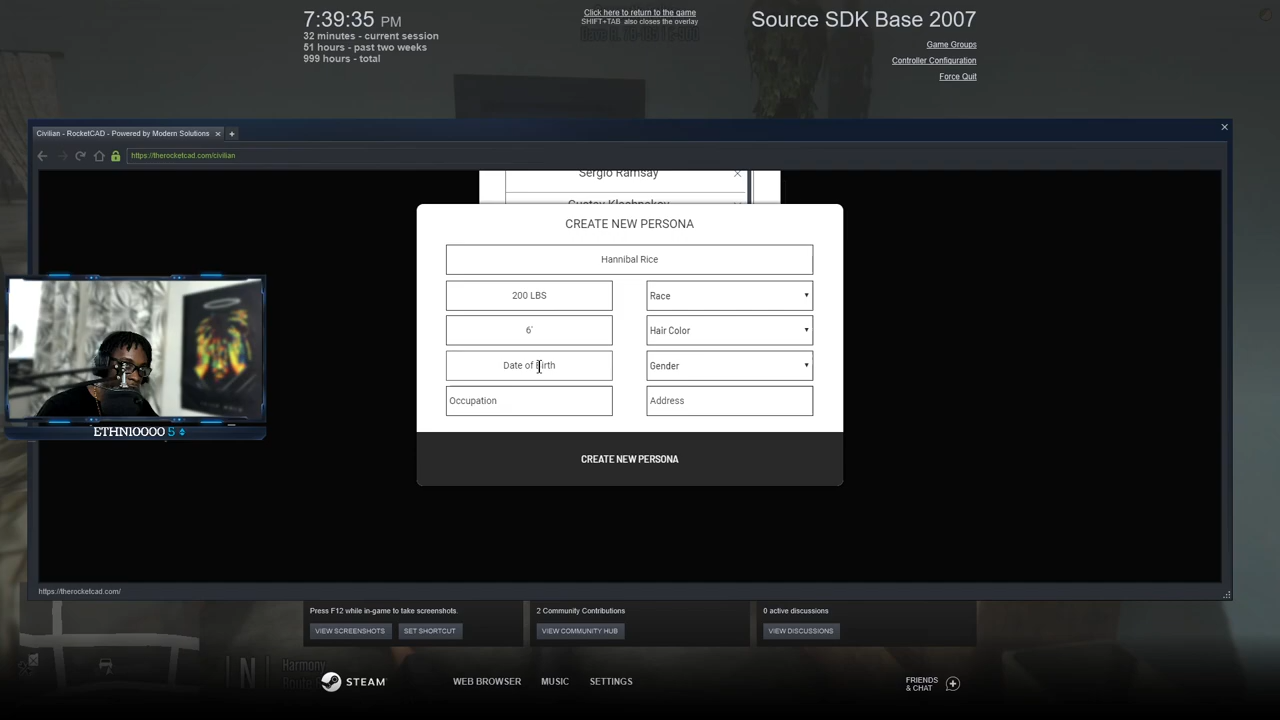 7:39:35 PM
32 minutes - current session
51 hours - past two weeks
999 hours - total
Click here to return to the game
SHIFT+TAB also closes the overlay
Source SDK Base 2007
Game Groups
Controller Configuration
Force Quit
Civilian - RocketCAD - Powered by Modern Solutions
https://therocketcad.com/civilian
Sergio Ramsay
CREATE NEW PERSONA
Hannibal Rice
200 LBS
Race
6'
Hair Color
Date of Birth
Gender
Occupation
Address
CREATE NEW PERSONA
ETHNI0000 5
https://therocketcad.com/
Press F12 while in-game to take screenshots.
VIEW SCREENSHOTS
SET SHORTCUT
2 Community Contributions
VIEW COMMUNITY HUB
0 active discussions
VIEW DISCUSSIONS
N
Harmony
STEAM
WEB BROWSER
MUSIC
SETTINGS
FRIENDS
& CHAT